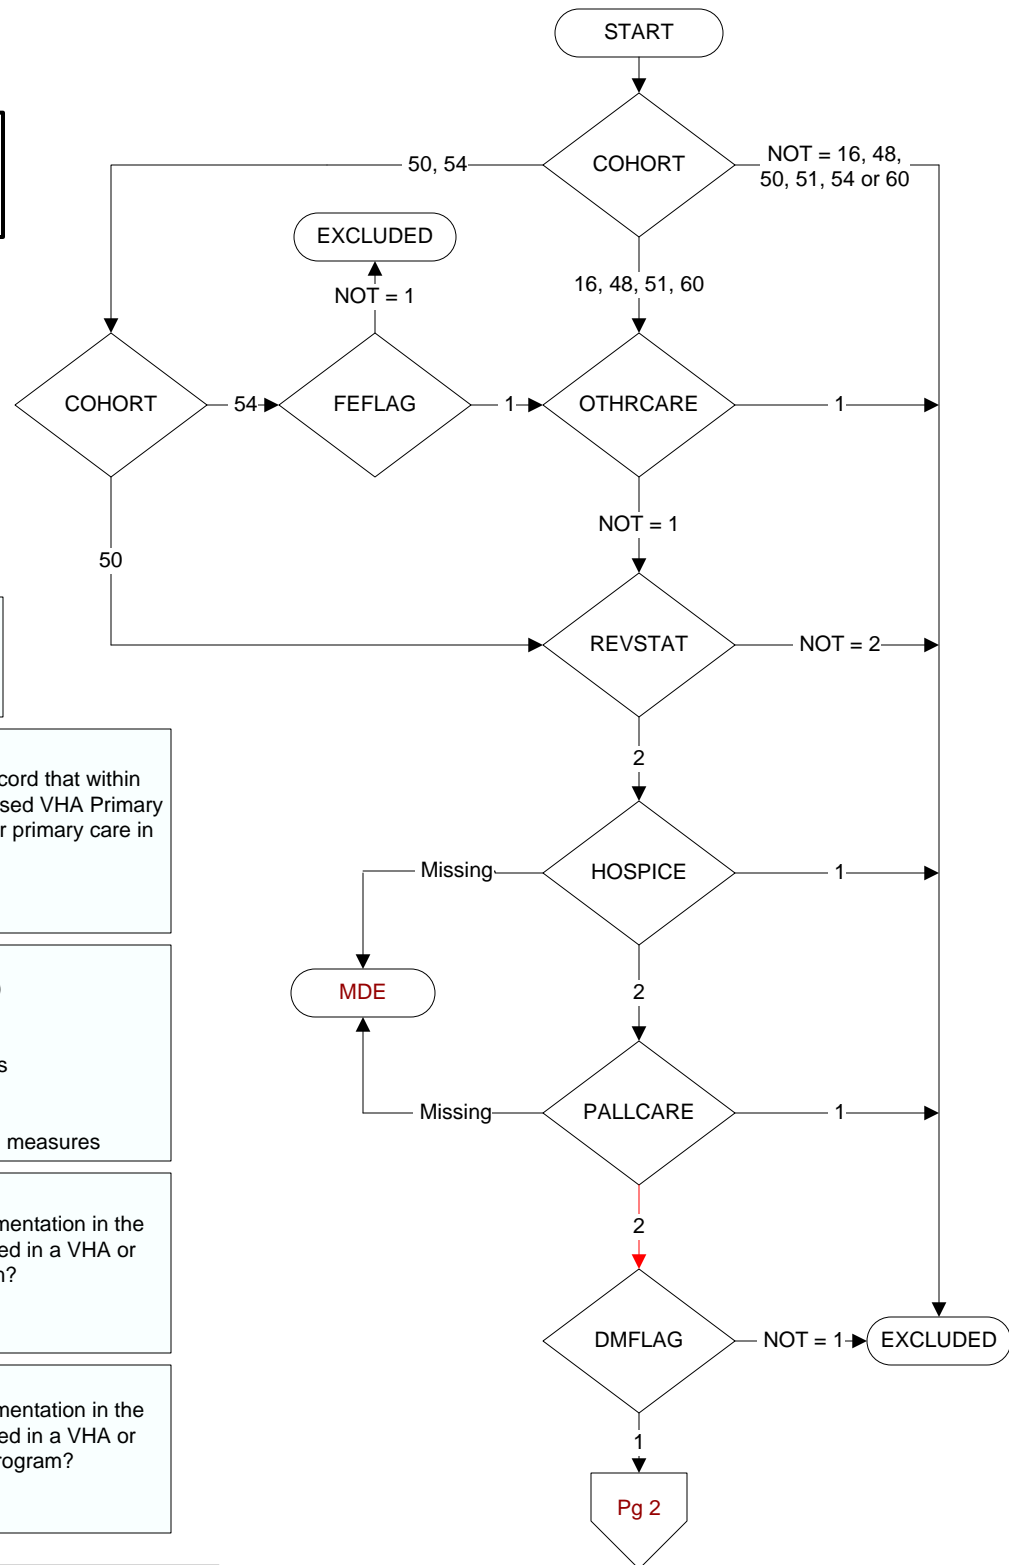 START
COHORT
50, 54
NOT = 16, 48,
50, 51, 54 or 60
EXCLUDED
NOT = 1
16, 48, 51, 60
COHORT
54
FEFLAG
1
OTHRCARE
1
NOT = 1
50
REVSTAT
NOT = 2
2
cord that within
sed VHA Primary
r primary care in
Missing
HOSPICE
1
MDE
2
s
Missing
PALLCARE
1
measures
2
mentation in the
ed in a VHA or
n?
DMFLAG
NOT = 1
EXCLUDED
mentation in the
ed in a VHA or
rogram?
1
Pg 2